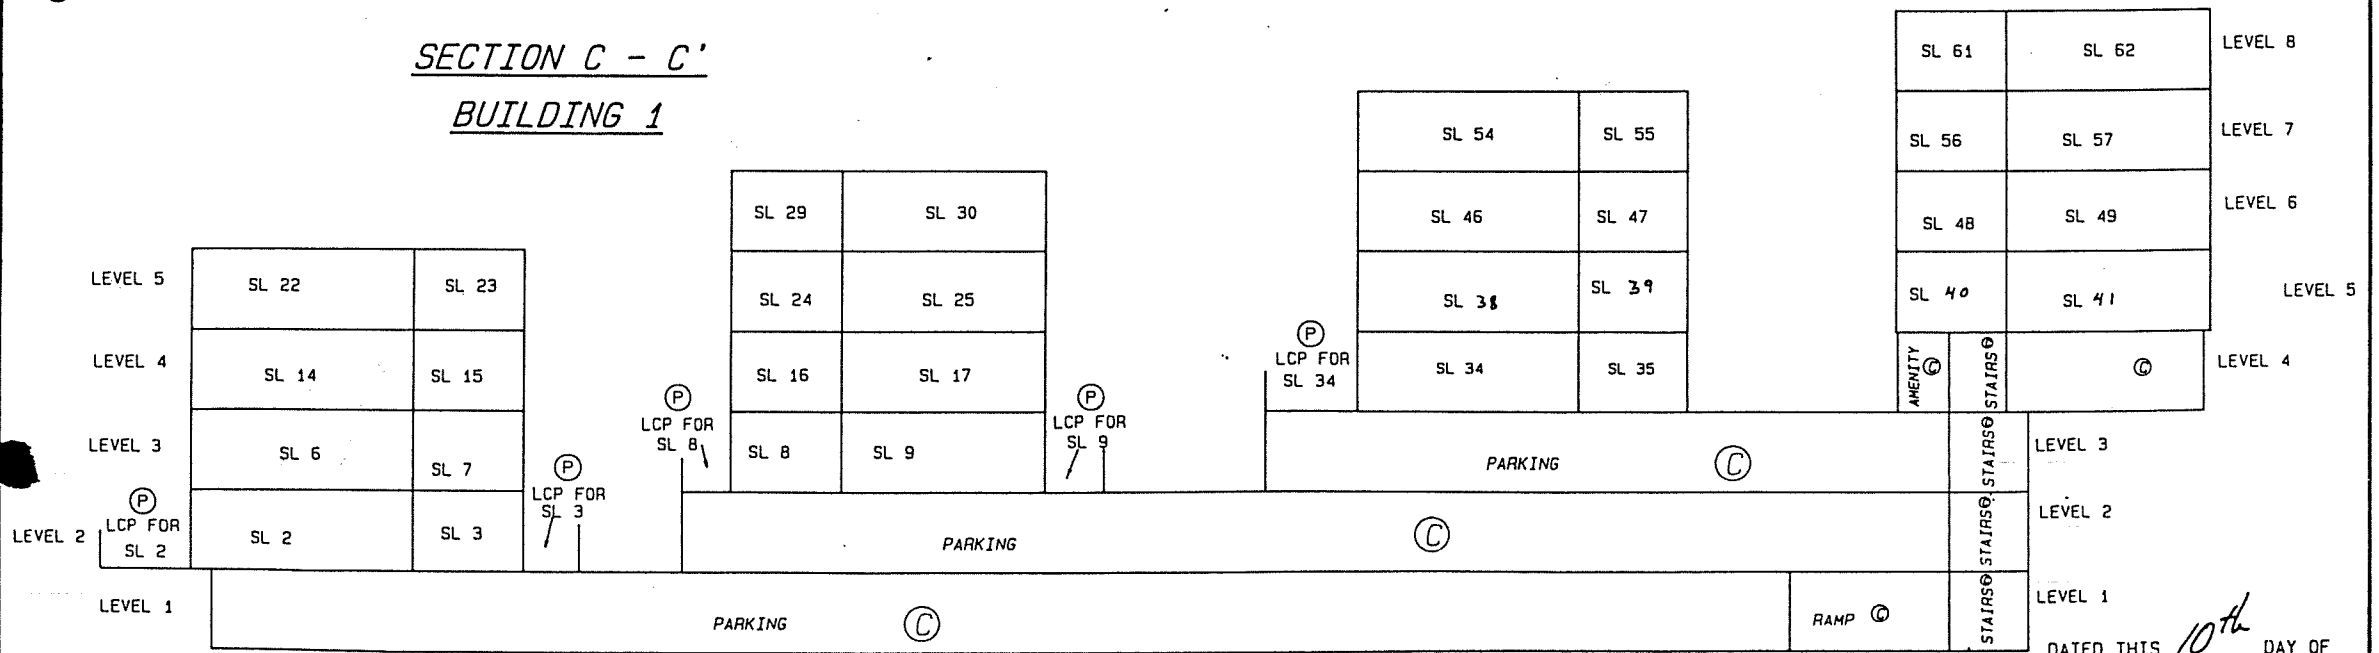 SECTION C - C'
BUILDING 1
SL 61 SL 62 LEVEL 8
SL 54 SL 55 SL 56 SL 57 LEVEL 7
SL 29 SL 30 SL 46 SL 47 SL 48 SL 49 LEVEL 6
LEVEL 5 SL 22 SL 23 SL 24 SL 25 SL 38 SL 39 SL 40 SL 41 LEVEL 5
LEVEL 4 SL 14 SL 15 SL 16 SL 17 SL 34 SL 35 AMENITY C STAIRS C C LEVEL 4
P
LCP FOR
SL 34
LEVEL 3 SL 6 SL 7 SL 8 SL 9 PARKING C STAIRS C LEVEL 3
P
LCP FOR
SL 8
P
LCP FOR
SL 9
LEVEL 2 SL 2 SL 3 PARKING C STAIRS C LEVEL 2
P
LCP FOR
SL 2
P
LCP FOR
SL 3
LEVEL 1 PARKING C RAMP C STAIRS C LEVEL 1
DATED THIS 10th DAY OF